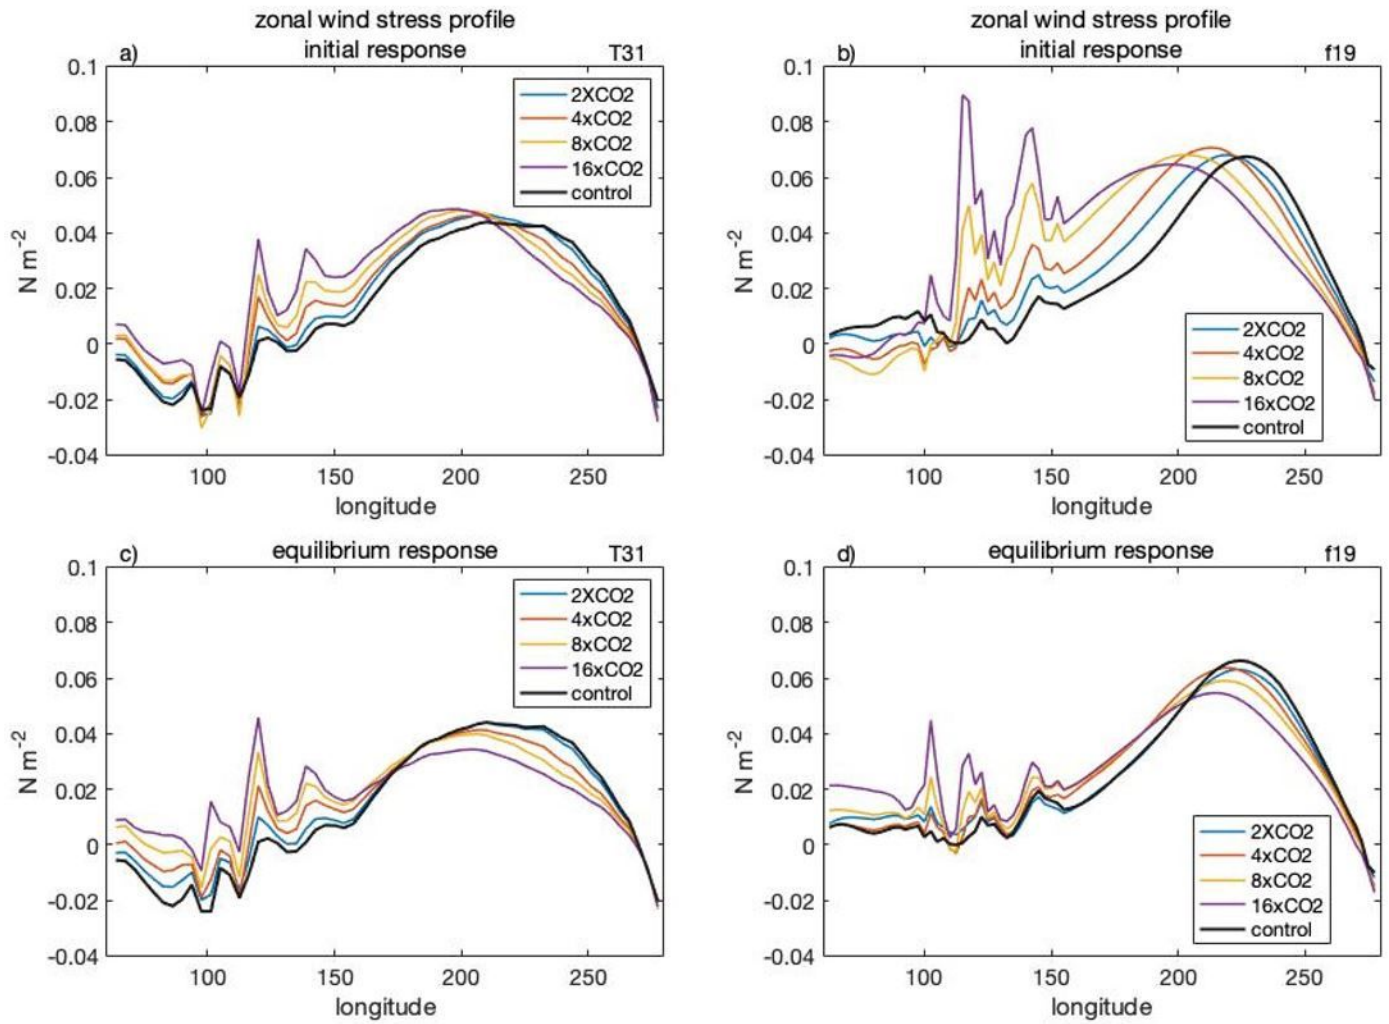 zonal wind stress profile
initial response
a)
T31
0.1
0.08
0.06
0.04
0.02
0
-0.02
-0.04
N m-2
100
150
200
250
longitude
2XCO2
4xCO2
8xCO2
16xCO2
control
zonal wind stress profile
initial response
b)
f19
0.1
0.08
0.06
0.04
0.02
0
-0.02
-0.04
N m-2
100
150
200
250
longitude
2XCO2
4xCO2
8xCO2
16xCO2
control
c)
equilibrium response
T31
0.1
0.08
0.06
0.04
0.02
0
-0.02
-0.04
N m-2
100
150
200
250
longitude
2XCO2
4xCO2
8xCO2
16xCO2
control
d)
equilibrium response
f19
0.1
0.08
0.06
0.04
0.02
0
-0.02
-0.04
N m-2
100
150
200
250
longitude
2XCO2
4xCO2
8xCO2
16xCO2
control